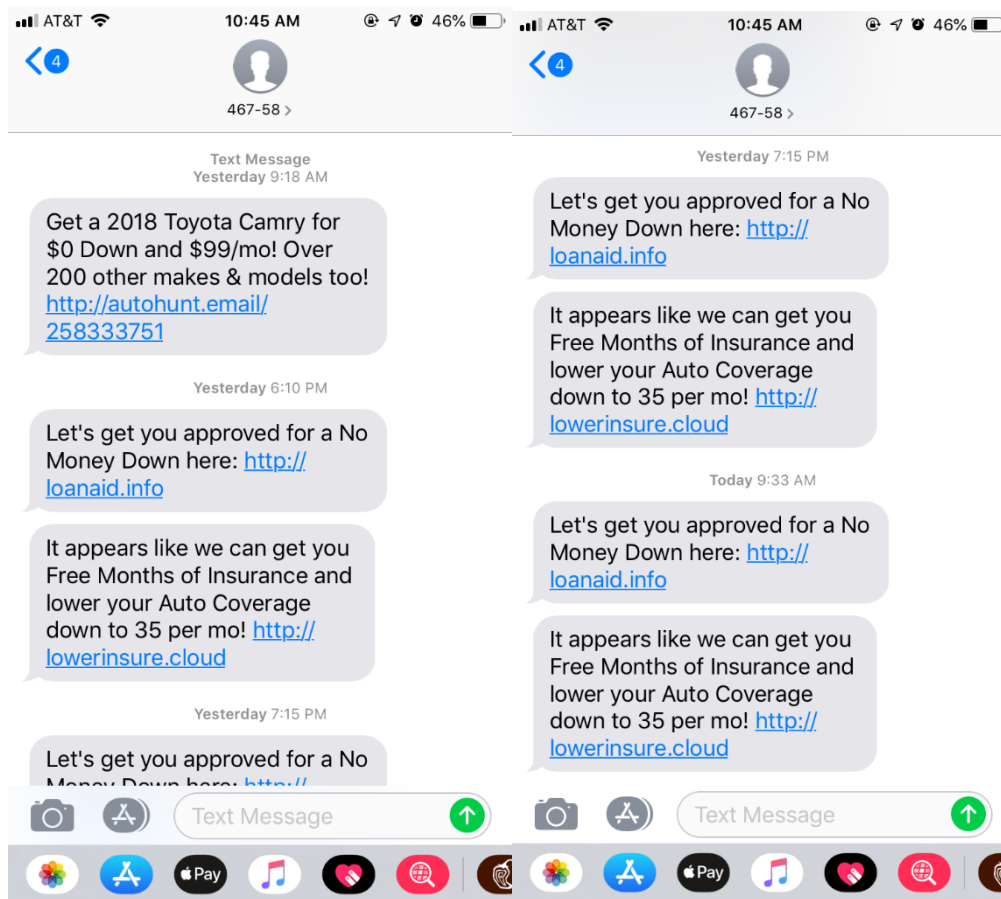 AT&T 10:45 AM 46%
4
467-58 >
Text Message
Yesterday 9:18 AM
Get a 2018 Toyota Camry for
$0 Down and $99/mo! Over
200 other makes & models too!
http://autohunt.email/
258333751
Yesterday 6:10 PM
Let's get you approved for a No
Money Down here: http://
loanaid.info
It appears like we can get you
Free Months of Insurance and
lower your Auto Coverage
down to 35 per mo! http://
lowerinsure.cloud
Yesterday 7:15 PM
Let's get you approved for a No
Money Down here: http://
Text Message
Pay
AT&T 10:45 AM 46%
4
467-58 >
Yesterday 7:15 PM
Let's get you approved for a No
Money Down here: http://
loanaid.info
It appears like we can get you
Free Months of Insurance and
lower your Auto Coverage
down to 35 per mo! http://
lowerinsure.cloud
Today 9:33 AM
Let's get you approved for a No
Money Down here: http://
loanaid.info
It appears like we can get you
Free Months of Insurance and
lower your Auto Coverage
down to 35 per mo! http://
lowerinsure.cloud
Text Message
Pay